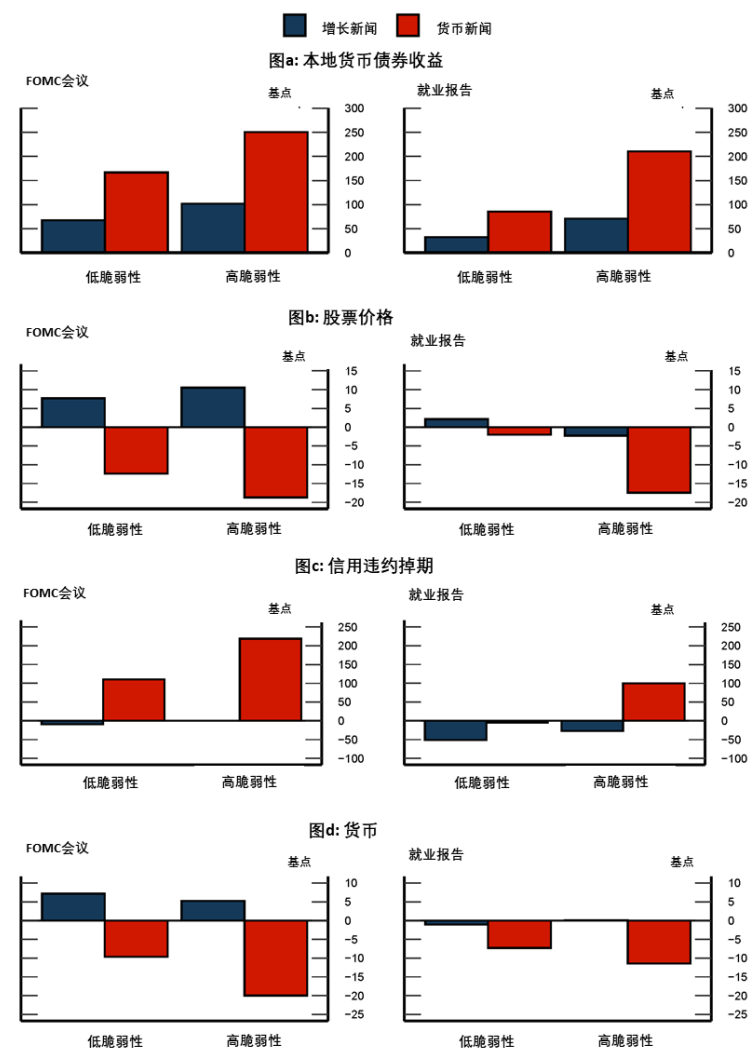 增长新闻 货币新闻
图a: 本地货币债券收益
FOMC会议
基点
300
250
200
150
100
50
0
低脆弱性 高脆弱性
就业报告
基点
300
250
200
150
100
50
0
低脆弱性 高脆弱性
图b: 股票价格
FOMC会议
基点
15
10
5
0
−5
−10
−15
−20
低脆弱性 高脆弱性
就业报告
基点
15
10
5
0
−5
−10
−15
−20
低脆弱性 高脆弱性
图c: 信用违约掉期
FOMC会议
基点
250
200
150
100
50
0
−50
−100
低脆弱性 高脆弱性
就业报告
基点
250
200
150
100
50
0
−50
−100
低脆弱性 高脆弱性
图d: 货币
FOMC会议
基点
10
5
0
−5
−10
−15
−20
−25
低脆弱性 高脆弱性
就业报告
基点
10
5
0
−5
−10
−15
−20
−25
低脆弱性 高脆弱性